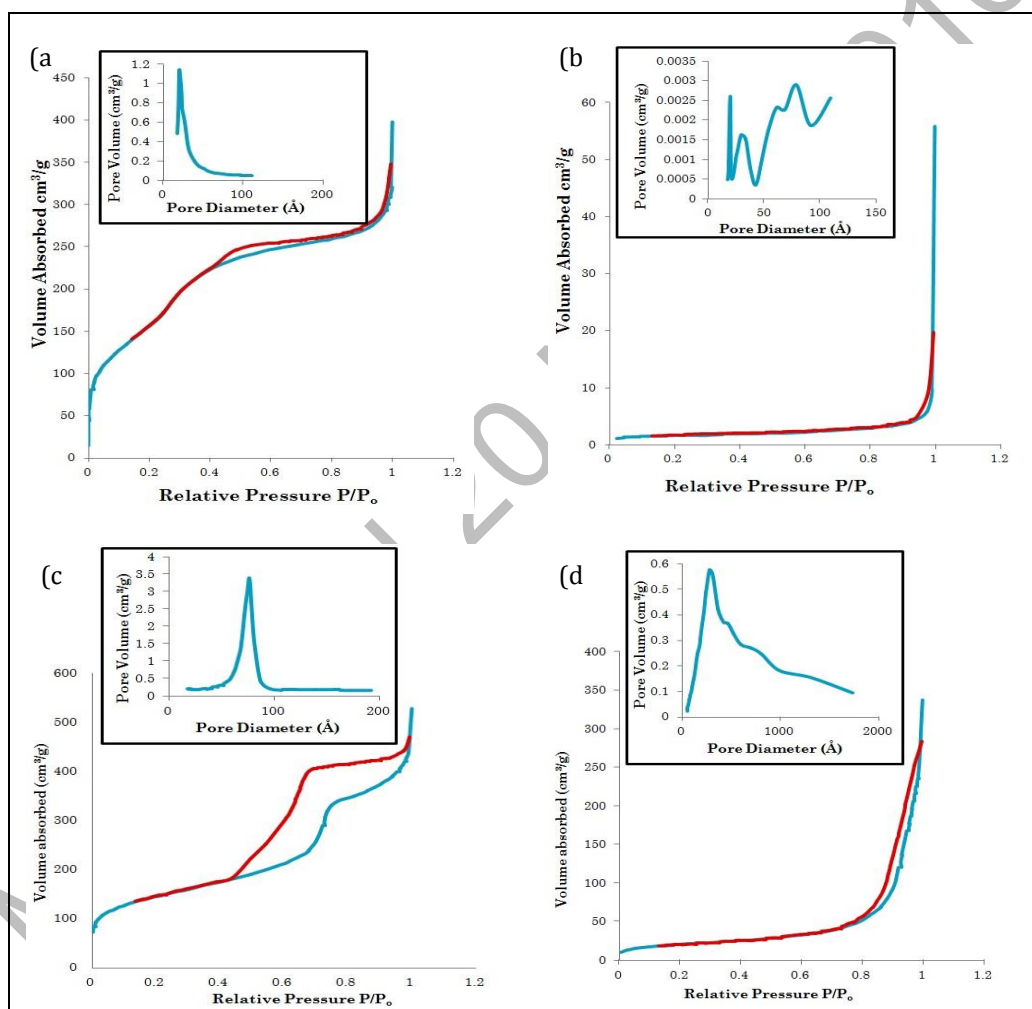 (a
450
400
350
300
250
200
150
100
50
0
0 0.2 0.4 0.6 0.8 1 1.2
Volume Absorbed cm³/g
Relative Pressure P/Pₒ
1.2
1
0.8
0.6
0.4
0.2
0
0 100 200
Pore Volume (cm³/g)
Pore Diameter (Å)
(b
60
50
40
30
20
10
0
0 0.2 0.4 0.6 0.8 1 1.2
Volume Absorbed cm³/g
Relative Pressure P/Pₒ
0.0035
0.003
0.0025
0.002
0.0015
0.001
0.0005
0
0 50 100 150
Pore Volume (cm³/g)
Pore Diameter (Å)
(c
600
500
400
300
200
100
0
0 0.2 0.4 0.6 0.8 1 1.2
Volume absorbed (cm³/g)
Relative Pressure P/Pₒ
4
3.5
3
2.5
2
1.5
1
0.5
0
0 100 200
Pore Volume (cm³/g)
Pore Diameter (Å)
(d
400
350
300
250
200
150
100
50
0
0 0.2 0.4 0.6 0.8 1 1.2
Volume absorbed (cm³/g)
Relative Pressure P/Pₒ
0.6
0.5
0.4
0.3
0.2
0.1
0
0 1000 2000
Pore Volume (cm³/g)
Pore Diameter (Å)